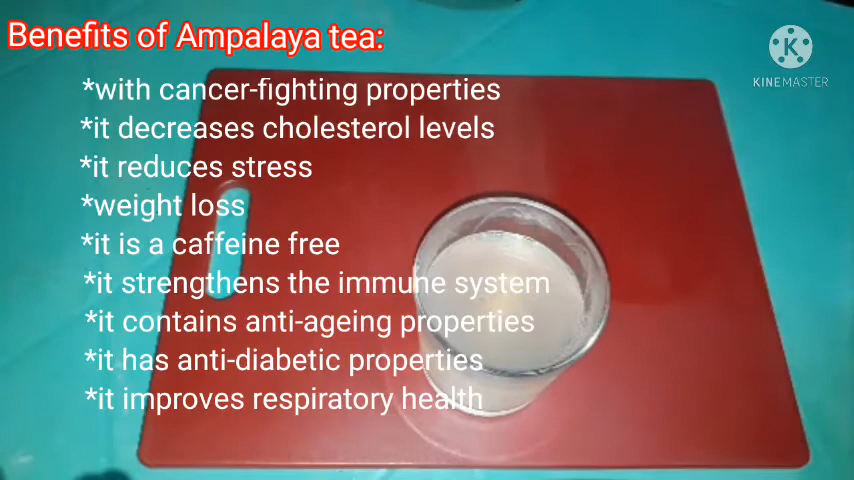 Benefits of Ampalaya tea:
K
KINEMASTER
*with cancer-fighting properties
*it decreases cholesterol levels
*it reduces stress
*weight loss
*it is a caffeine free
*it strengthens the immune system
*it contains anti-ageing properties
*it has anti-diabetic properties
*it improves respiratory health